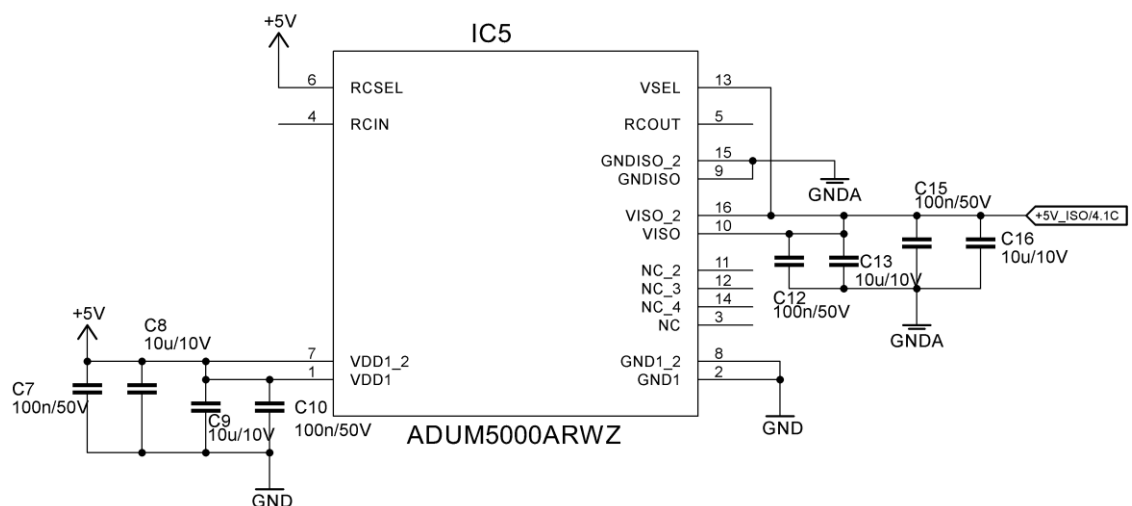 +5V
IC5
6 RCSEL
4 RCIN
VSEL 13
RCOUT 5
GNDISO_2 15
GNDISO 9
GNDA
VISO_2 16
VISO 10
C15
100n/50V
+5V_ISO/4.1C
C16
10u/10V
C13
10u/10V
C12
100n/50V
GNDA
NC_2 11
NC_3 12
NC_4 14
NC 3
+5V
C8
10u/10V
7 VDD1_2
1 VDD1
GND1_2 8
GND1 2
GND
C7
100n/50V
C9
10u/10V
C10
100n/50V
GND
ADUM5000ARWZ